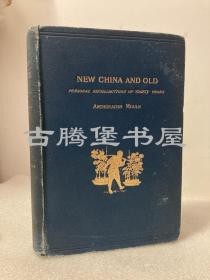 NEW CHINA AND OLD
PERSONAL RECOLLECTIONS OF THIRTY YEARS
ARCHDEACON MOULE
古腾堡书屋